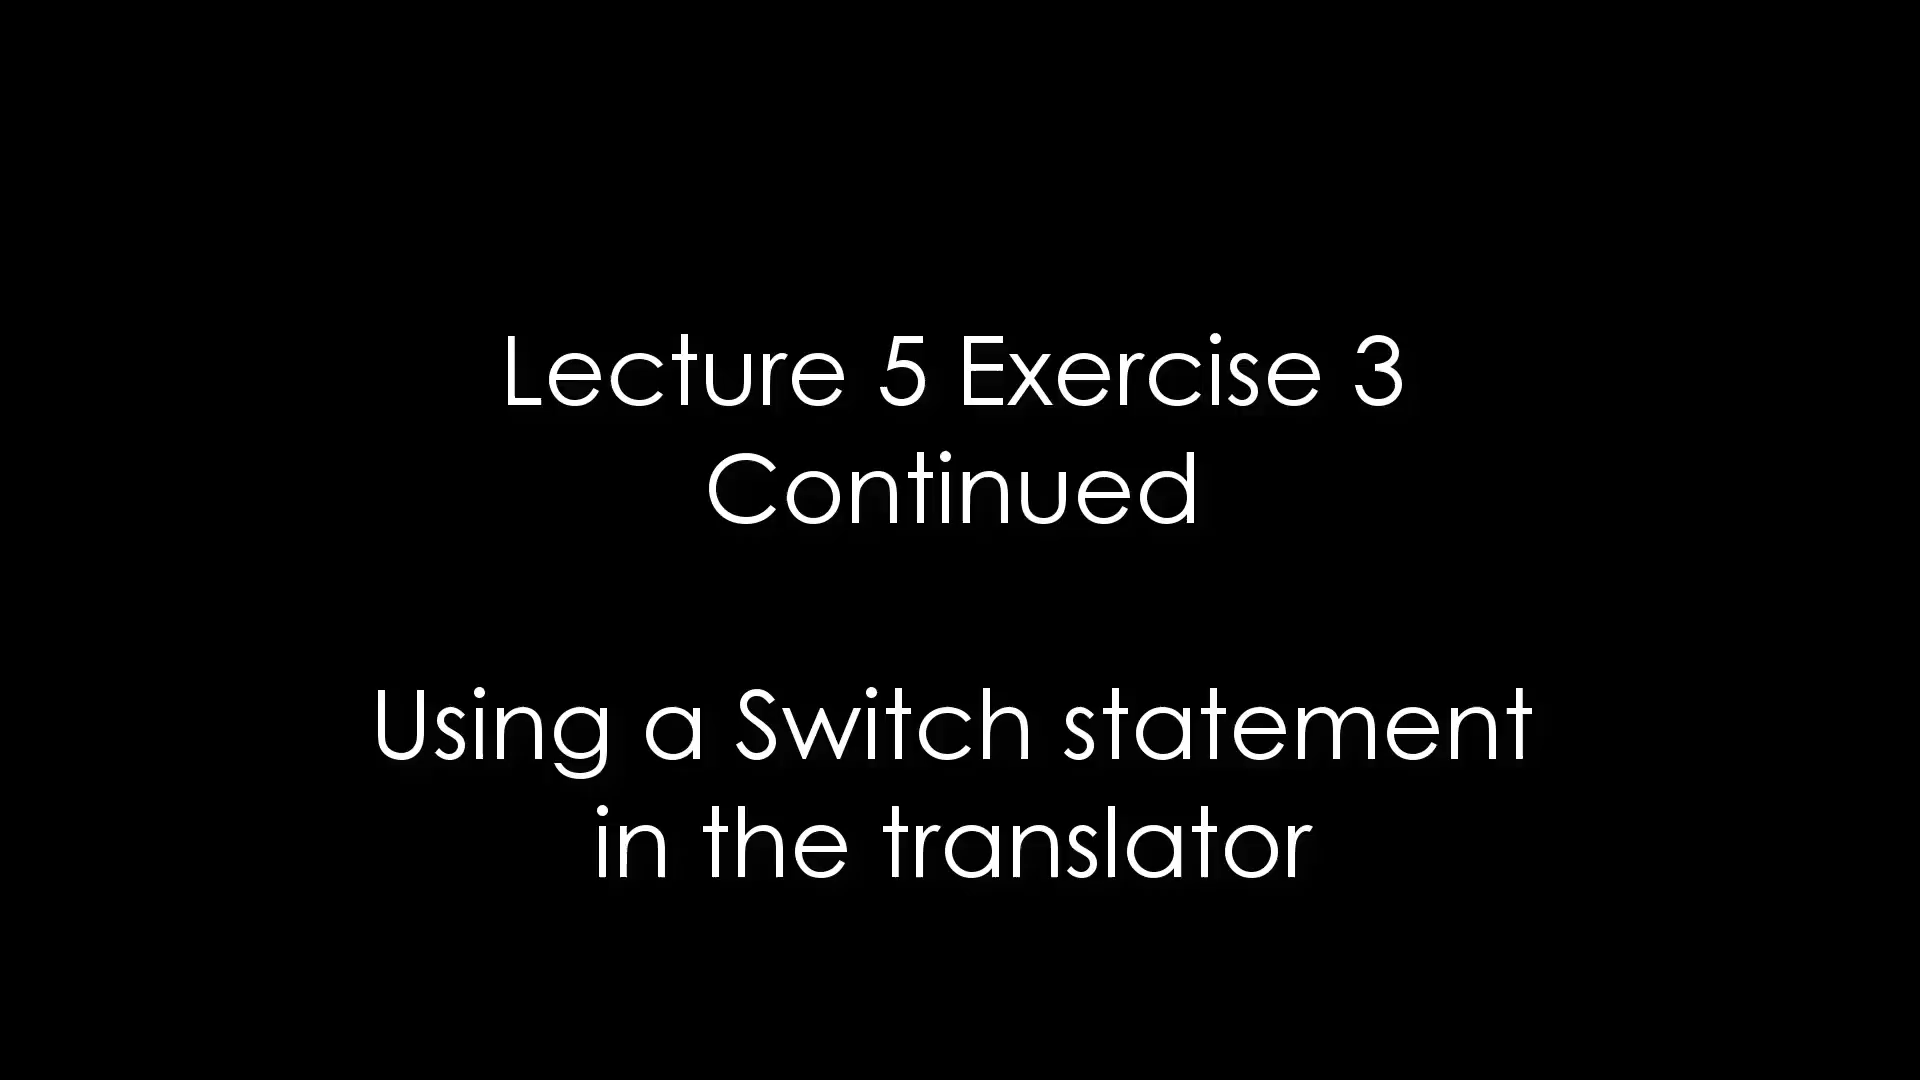 Lecture 5 Exercise 3
Continued
Using a Switch statement
in the translator